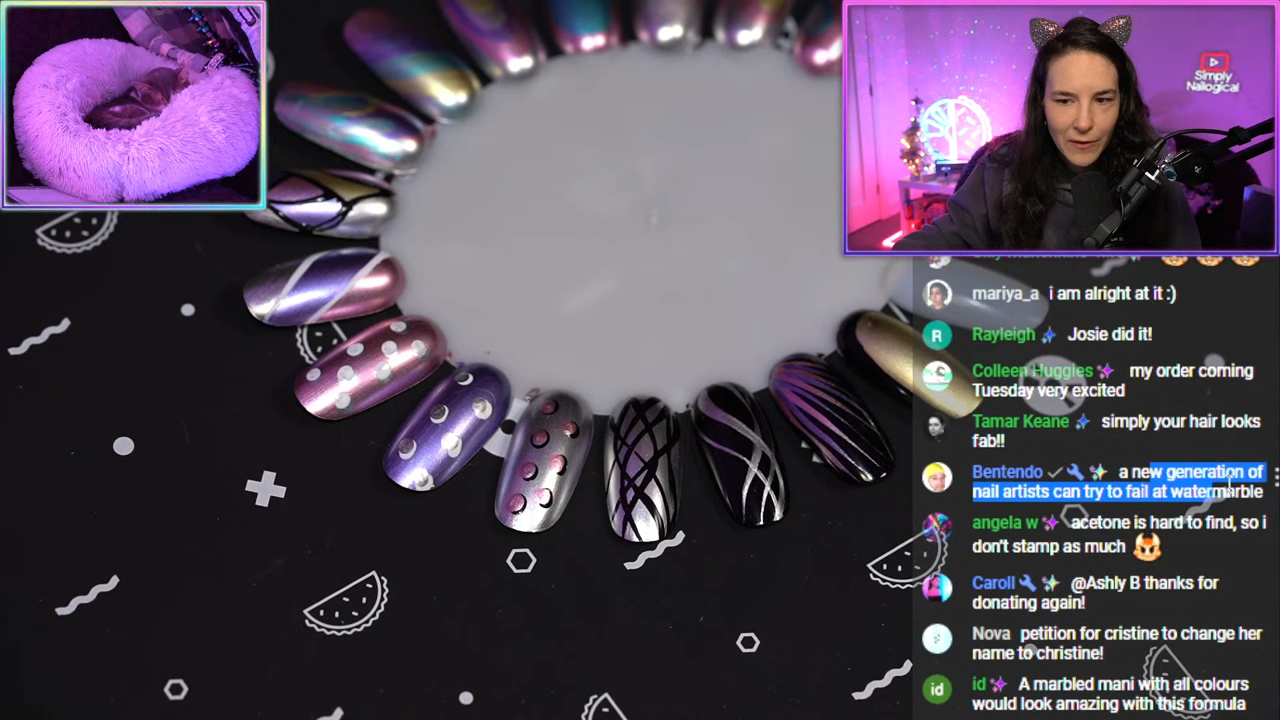 Simply
Nailogical
mariya_a i am alright at it :)
R
Rayleigh Josie did it!
Colleen Huggies my order coming
Tuesday very excited
Tamar Keane simply your hair looks
fab!!
Bentendo a new generation of
nail artists can try to fail at watermarble
angela w acetone is hard to find, so i
don't stamp as much
Caroll @Ashly B thanks for
donating again!
Nova petition for cristine to change her
name to christine!
id
id A marbled mani with all colours
would look amazing with this formula